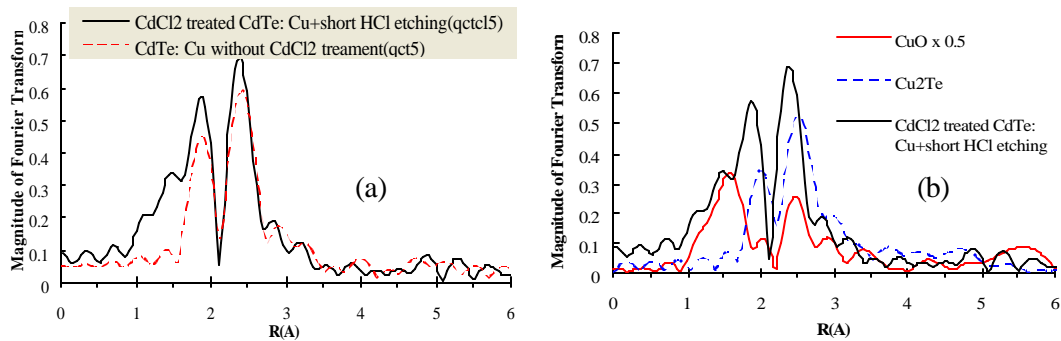 CdCl2 treated CdTe: Cu+short HCl etching(qctcl5)
CdTe: Cu without CdCl2 treament(qct5)
Magnitude of Fourier Transform
0.8
0.7
0.6
0.5
0.4
0.3
0.2
0.1
0
(a)
0 1 2 3 4 5 6
R(A)
Magnitude of Fourier Transforn
0.8
0.7
0.6
0.5
0.4
0.3
0.2
0.1
0
CuO x 0.5
Cu2Te
CdCl2 treated CdTe:
Cu+short HCl etching
(b)
0 1 2 3 4 5 6
R(A)